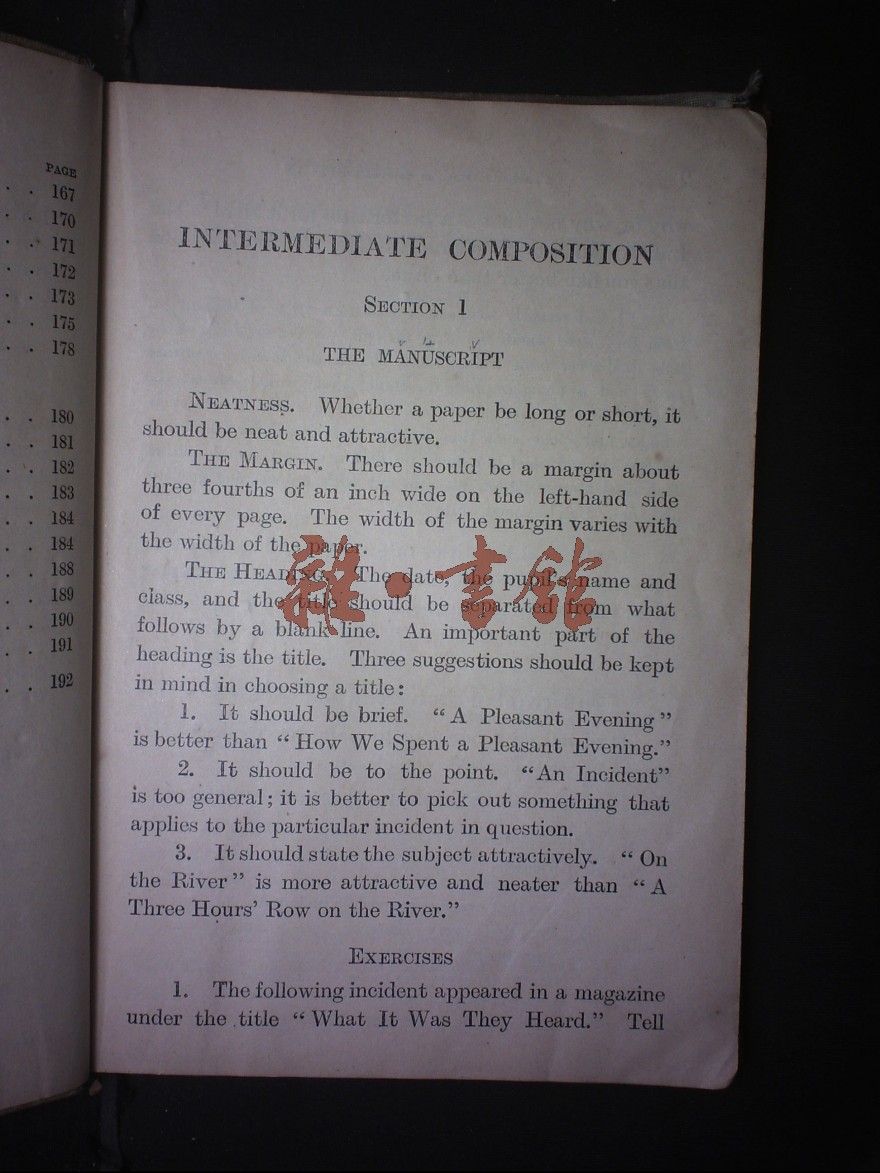 PAGE
. . 167
. . 170
. . 171
. . 172
. . 173
. . 175
. . 178
. . 180
. . 181
. . 182
. . 183
. . 184
. . 184
. . 188
. . 189
. . 190
. . 191
. . 192
INTERMEDIATE COMPOSITION
SECTION 1
THE MANUSCRIPT
NEATNESS. Whether a paper be long or short, it
should be neat and attractive.
THE MARGIN. There should be a margin about
three fourths of an inch wide on the left-hand side
of every page. The width of the margin varies with
the width of the paper.
THE HEADING. The date, the pupil's name and
class, and the title should be separated from what
follows by a blank line. An important part of the
heading is the title. Three suggestions should be kept
in mind in choosing a title:
1. It should be brief. “A Pleasant Evening”
is better than “How We Spent a Pleasant Evening.”
2. It should be to the point. “An Incident”
is too general; it is better to pick out something that
applies to the particular incident in question.
3. It should state the subject attractively. “On
the River” is more attractive and neater than “A
Three Hours' Row on the River.”
EXERCISES
1. The following incident appeared in a magazine
under the title “What It Was They Heard.” Tell
雜·書館